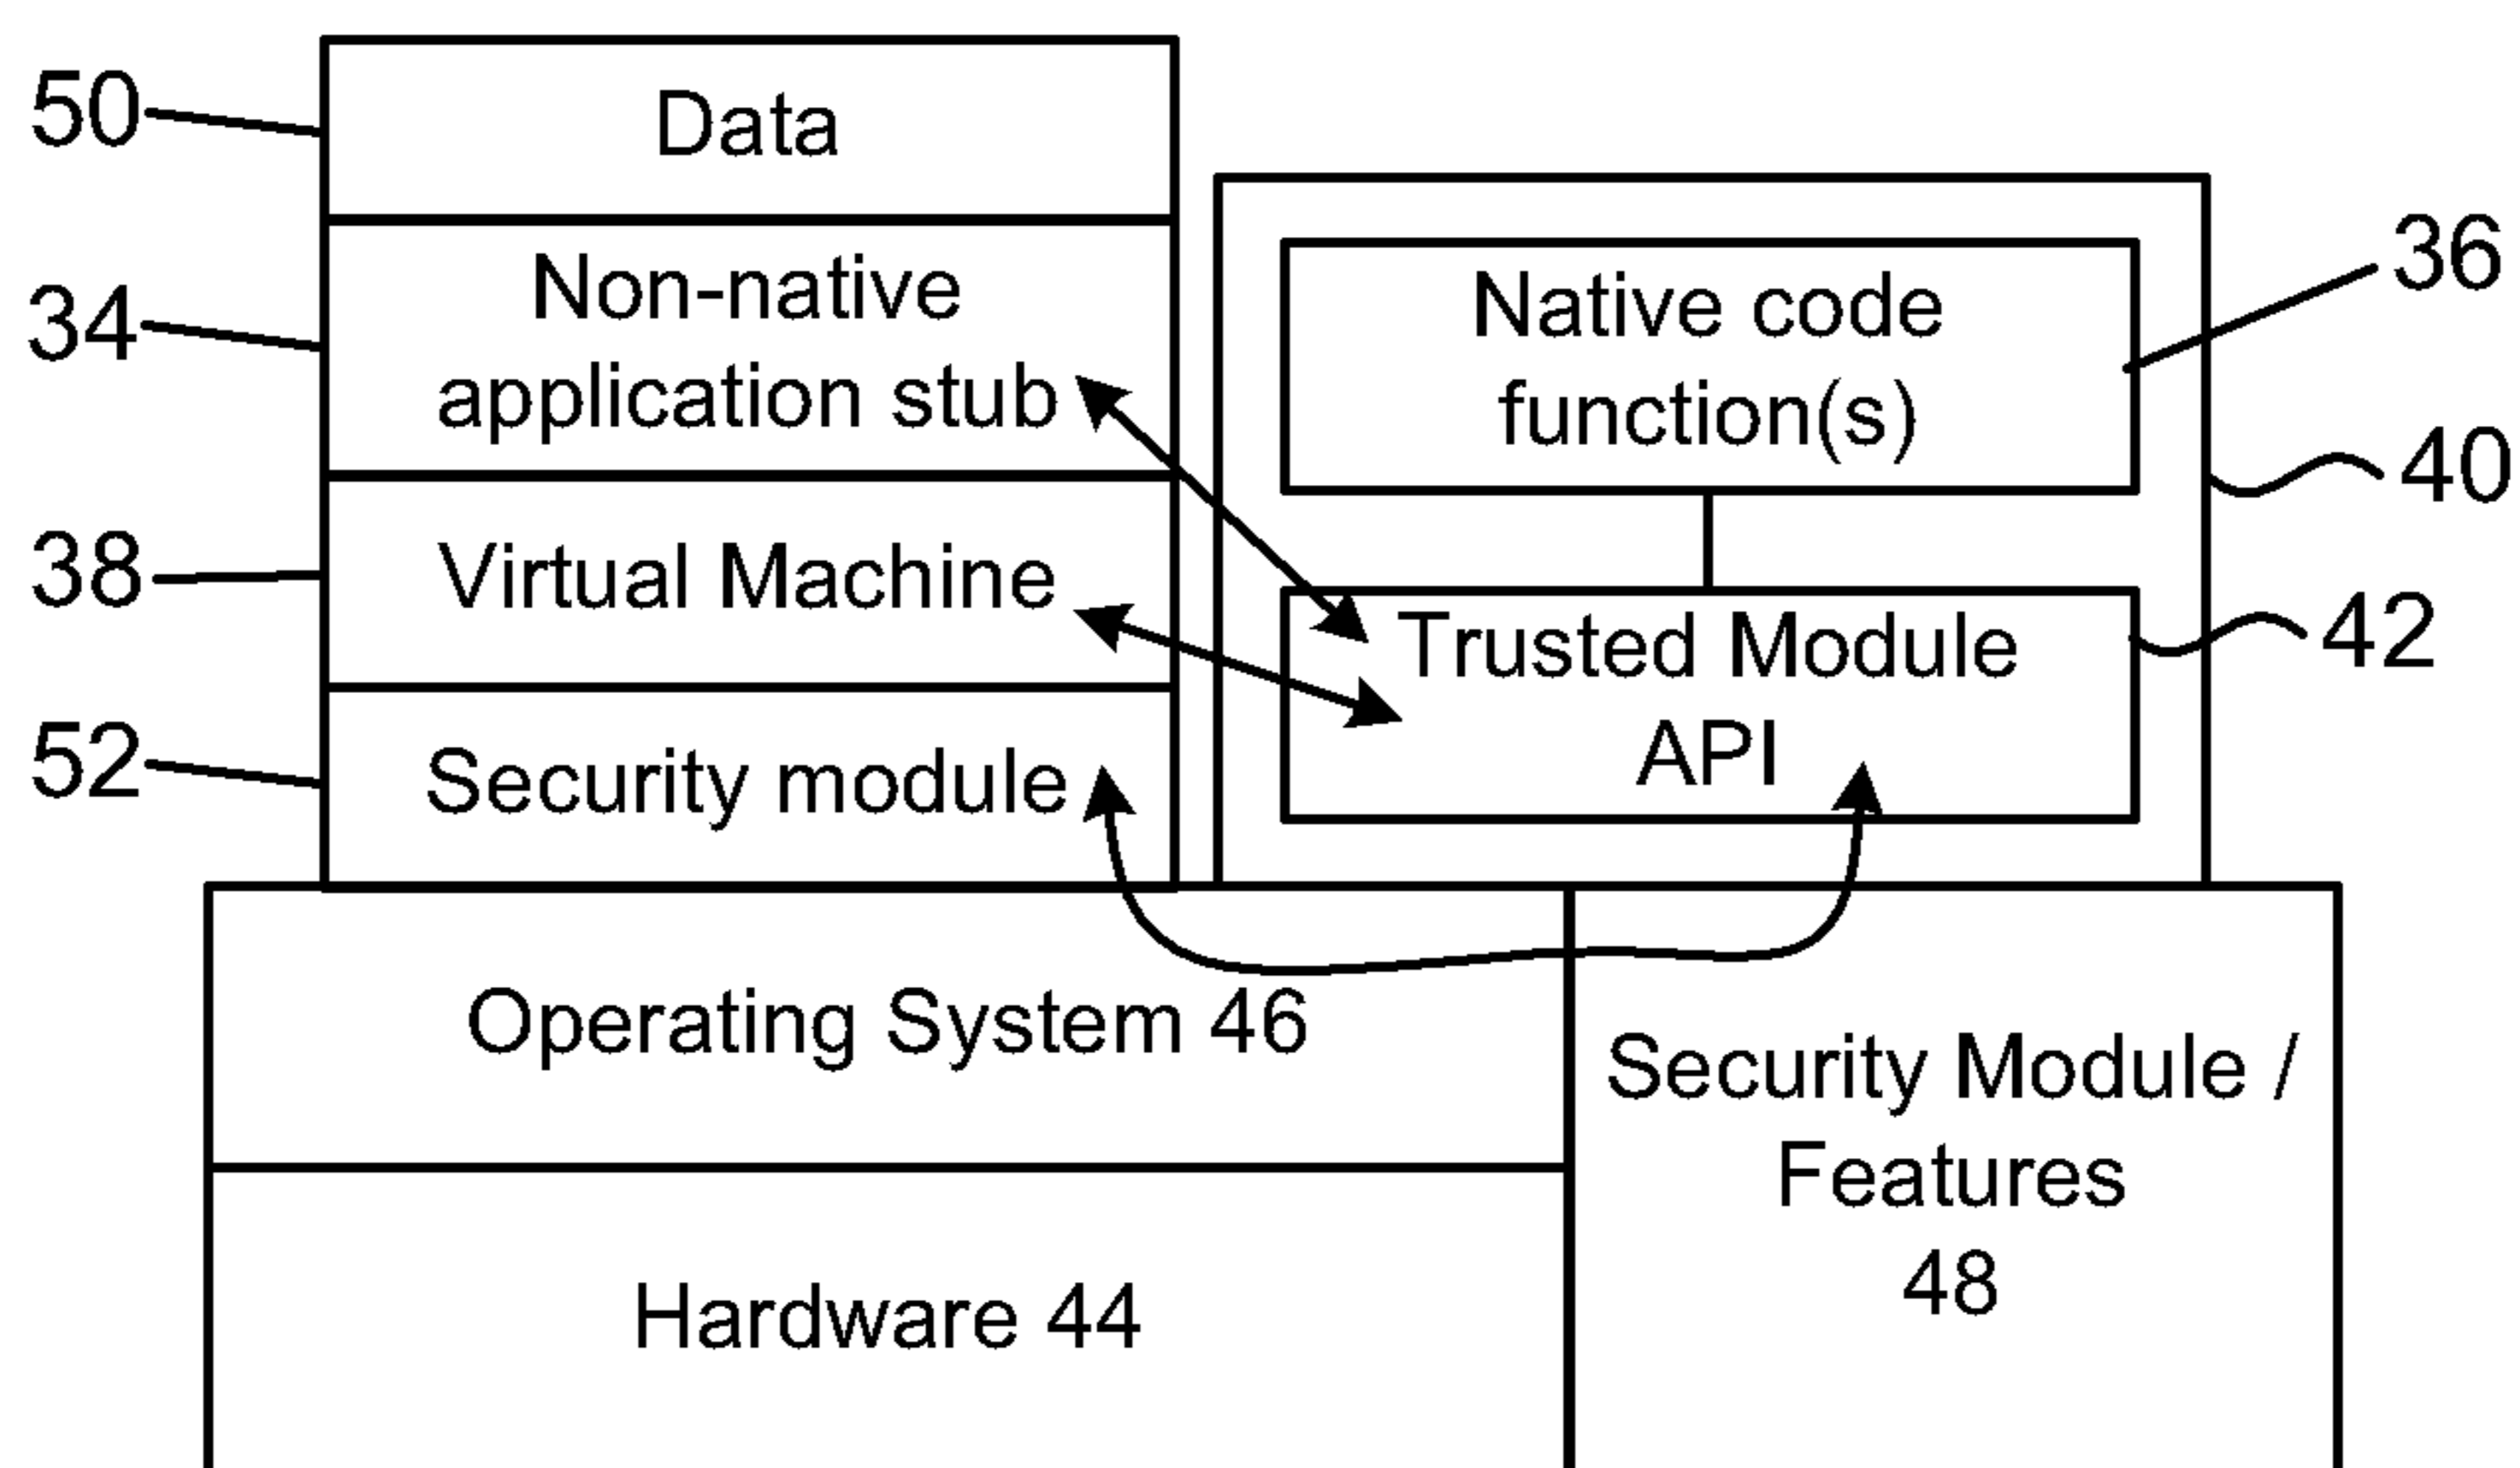 50
Data
34
Non-native
application stub
38
Virtual Machine
52
Security module
Native code
function(s)
36
40
Trusted Module
API
42
Operating System 46
Hardware 44
Security Module /
Features
48